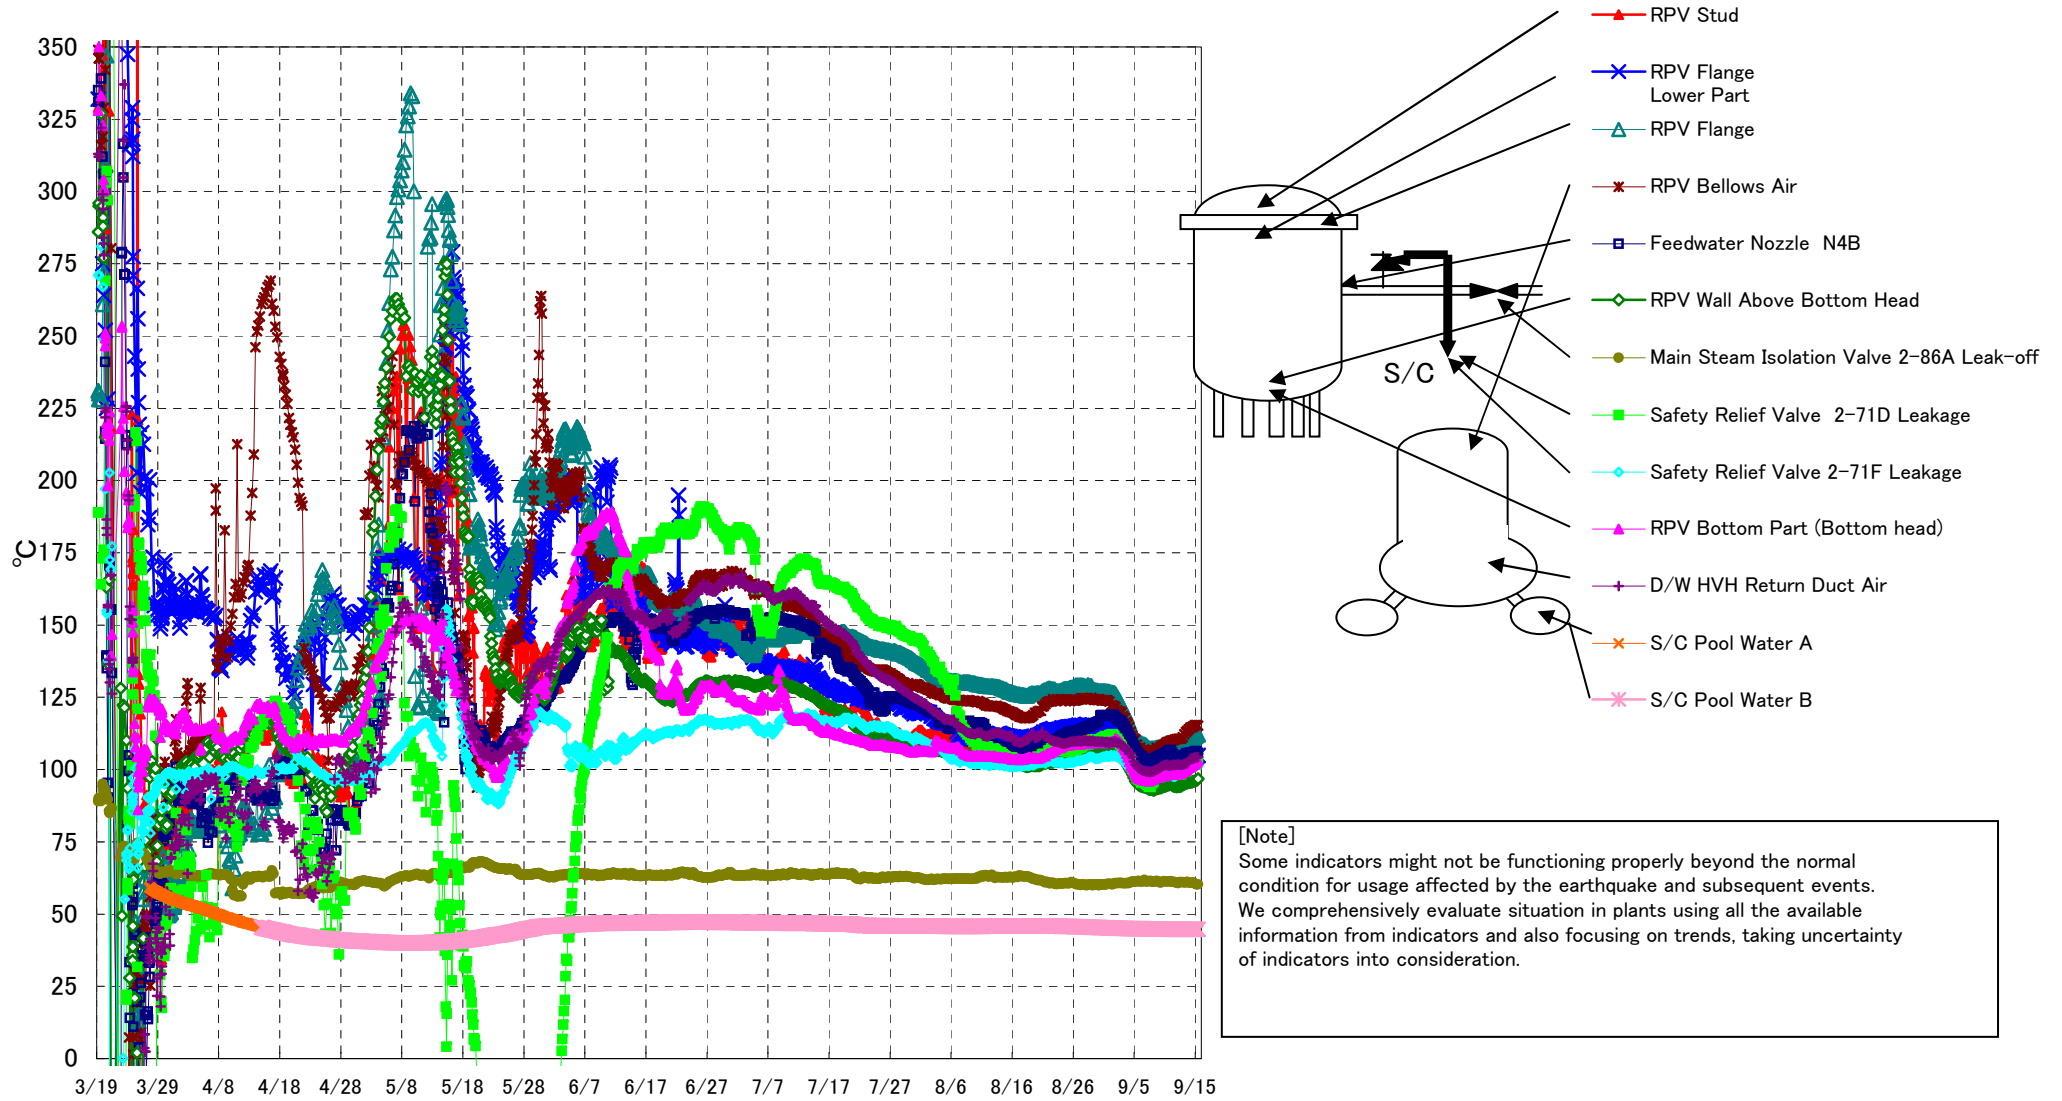 350
325
300
275
250
225
200
175
150
125
100
75
50
25
0
℃
3/19 3/29 4/8 4/18 4/28 5/8 5/18 5/28 6/7 6/17 6/27 7/7 7/17 7/27 8/6 8/16 8/26 9/5 9/15
RPV Stud
RPV Flange
Lower Part
RPV Flange
RPV Bellows Air
Feedwater Nozzle N4B
RPV Wall Above Bottom Head
Main Steam Isolation Valve 2-86A Leak-off
Safety Relief Valve 2-71D Leakage
Safety Relief Valve 2-71F Leakage
RPV Bottom Part (Bottom head)
D/W HVH Return Duct Air
S/C Pool Water A
S/C Pool Water B
S/C
[Note]
Some indicators might not be functioning properly beyond the normal
condition for usage affected by the earthquake and subsequent events.
We comprehensively evaluate situation in plants using all the available
information from indicators and also focusing on trends, taking uncertainty
of indicators into consideration.